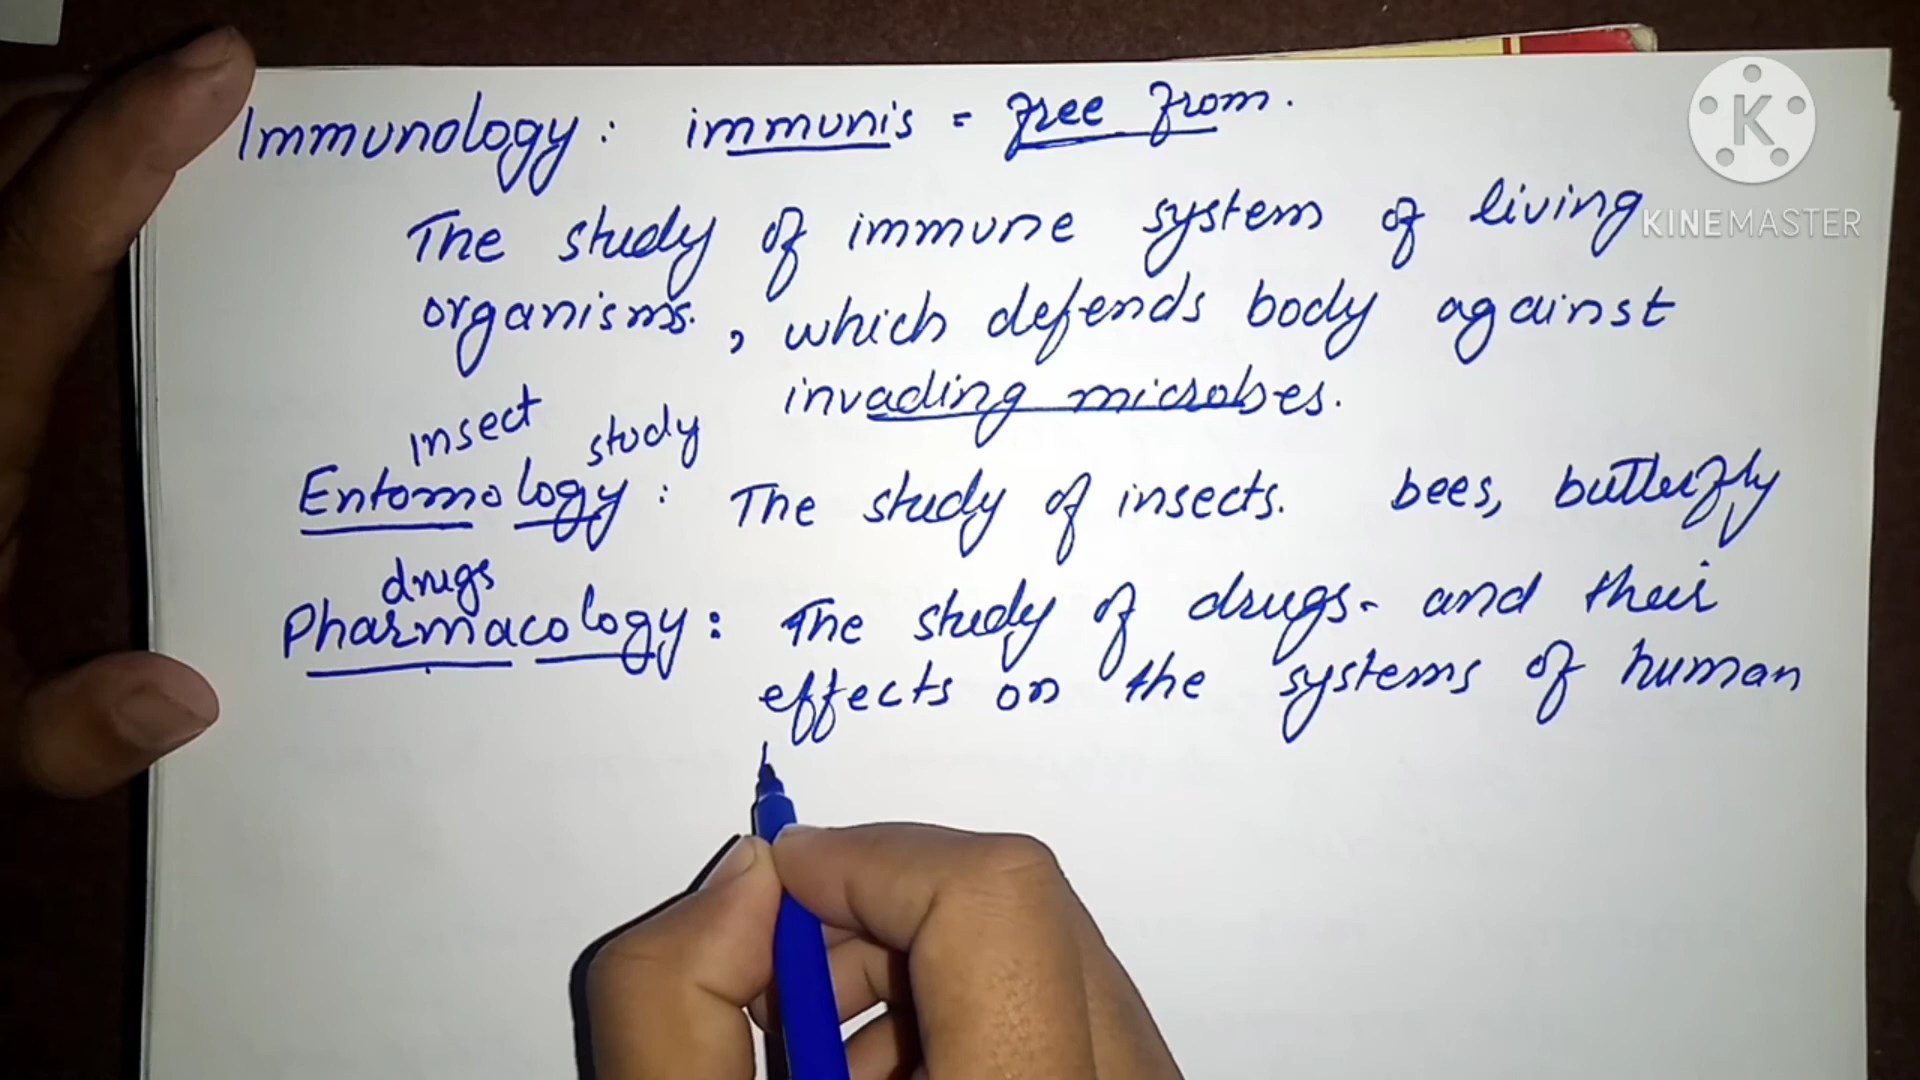 Immunology: immunis = free from.
The study of immune system of living
organisms. , which defends body against
invading microbes.
insect study
Entomology: The study of insects. bees, butterfly
drugs
Pharmacology: The study of drugs. and their
effects on the systems of human
K
KINEMASTER